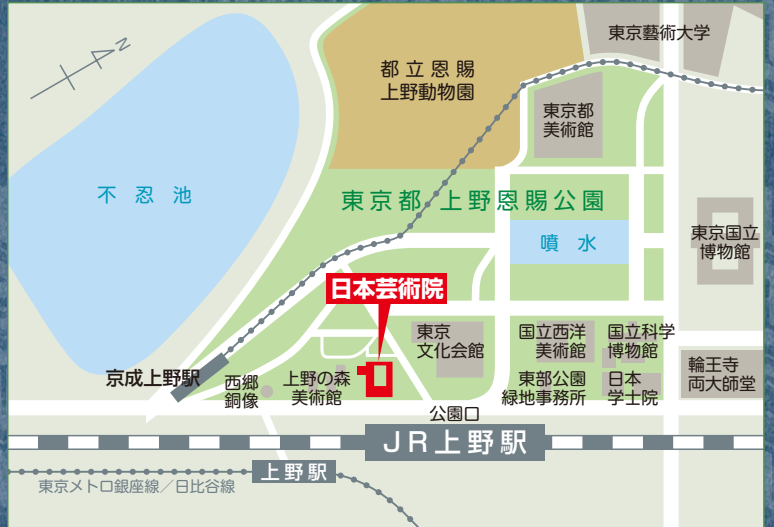 N
東京藝術大学
都立恩賜
上野動物園
東京都
美術館
不忍池
東京都 上野恩賜公園
噴水
東京国立
博物館
日本芸術院
東京
文化会館
国立西洋
美術館
国立科学
博物館
京成上野駅
西郷
銅像
上野の森
美術館
東部公園
緑地事務所
日本
学士院
輪王寺
両大師堂
公園口
JR上野駅
上野駅
東京メトロ銀座線／日比谷線